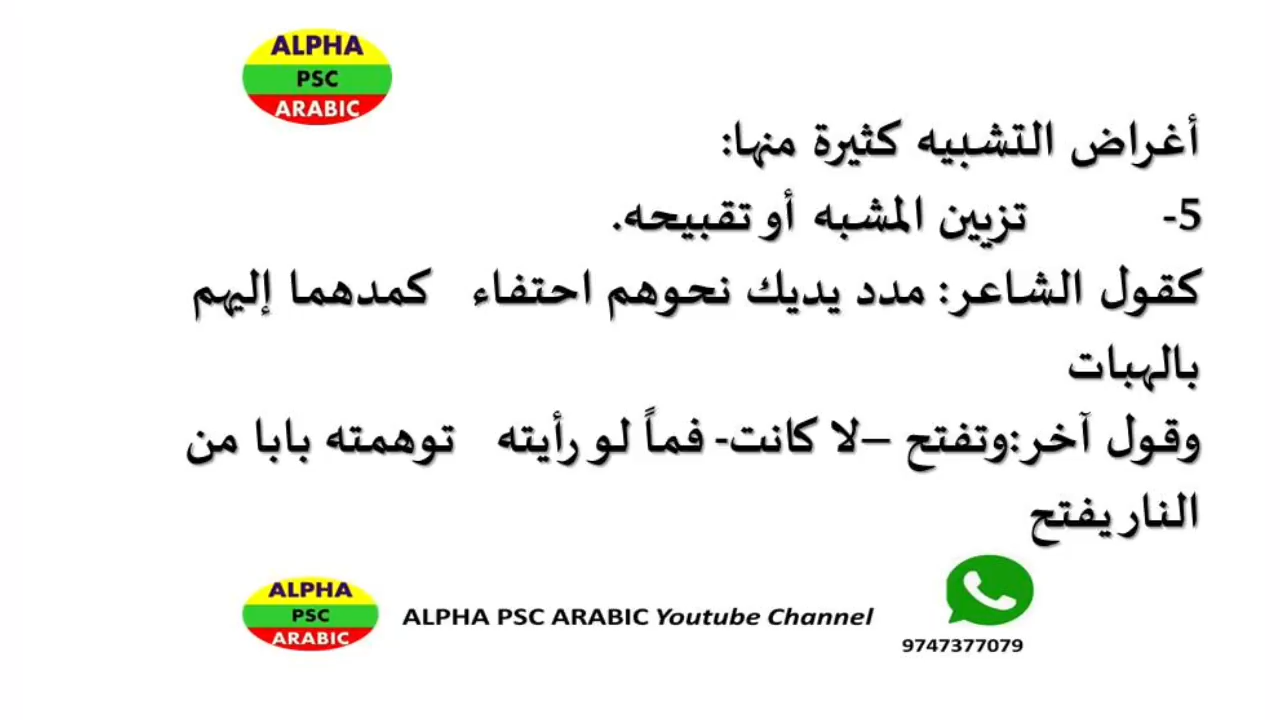 ALPHA
PSC
ARABIC
أغراض التشبيه كثيرة منها:
5- تزيين المشبه أو تقبيحه.
كقول الشاعر: مدد يديك نحوهم احتفاء كمدهما إليهم
بالهبات
وقول آخر:وتفتح –لا كانت- فماً لو رأيته توهمته بابا من
النار يفتح
ALPHA
PSC
ARABIC
ALPHA PSC ARABIC Youtube Channel
9747377079